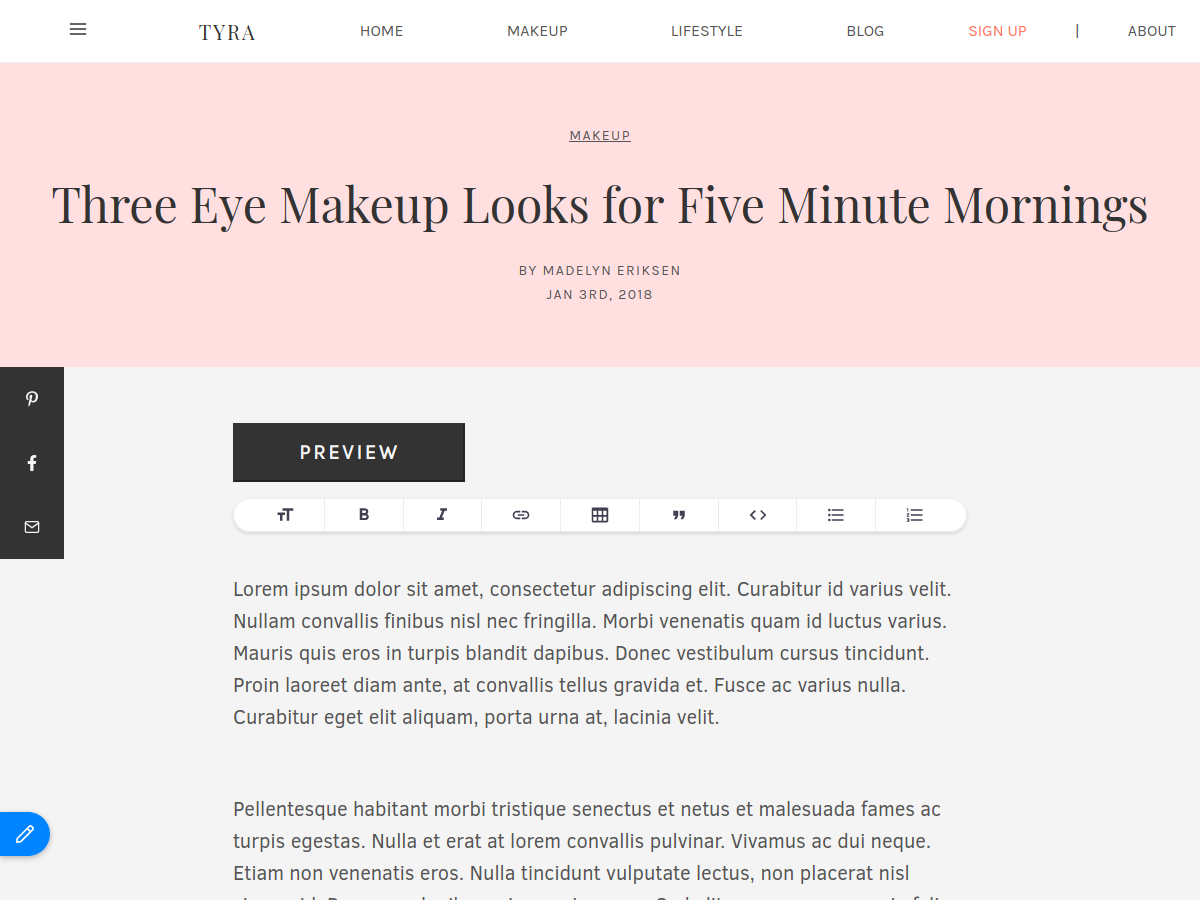 TYRA HOME MAKEUP LIFESTYLE BLOG SIGN UP | ABOUT
MAKEUP
Three Eye Makeup Looks for Five Minute Mornings
BY MADELYN ERIKSEN
JAN 3RD, 2018
PREVIEW
Lorem ipsum dolor sit amet, consectetur adipiscing elit. Curabitur id varius velit.
Nullam convallis finibus nisl nec fringilla. Morbi venenatis quam id luctus varius.
Mauris quis eros in turpis blandit dapibus. Donec vestibulum cursus tincidunt.
Proin laoreet diam ante, at convallis tellus gravida et. Fusce ac varius nulla.
Curabitur eget elit aliquam, porta urna at, lacinia velit.
Pellentesque habitant morbi tristique senectus et netus et malesuada fames ac
turpis egestas. Nulla et erat at lorem convallis pulvinar. Vivamus ac dui neque.
Etiam non venenatis eros. Nulla tincidunt vulputate lectus, non placerat nisl